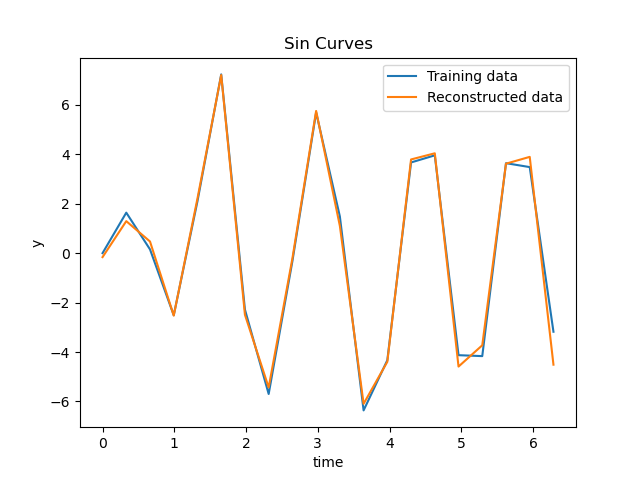 Sin Curves
Training data
Reconstructed data
6
4
2
0
−2
−4
−6
y
0 1 2 3 4 5 6
time